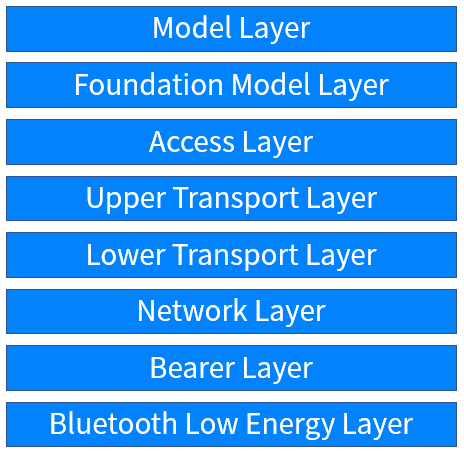 Model Layer
Foundation Model Layer
Access Layer
Upper Transport Layer
Lower Transport Layer
Network Layer
Bearer Layer
Bluetooth Low Energy Layer